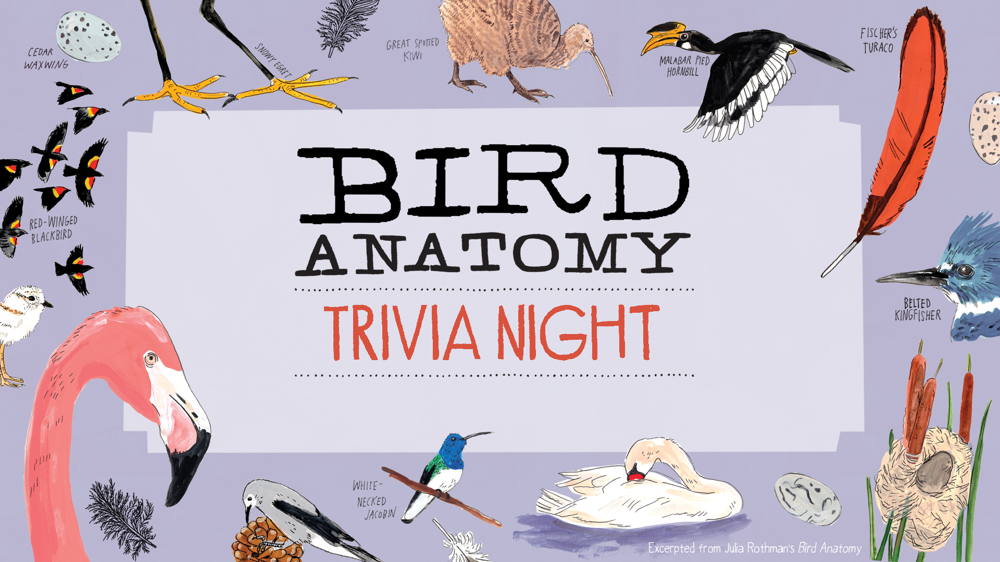 CEDAR
WAXWING
SNOWY EGRET
GREAT SPOTTED
KIWI
MALABAR PIED
HORNBILL
FISCHER'S
TURACO
RED-WINGED
BLACKBIRD
BIRD
ANATOMY
TRIVIA NIGHT
BELTED
KINGFISHER
WHITE-
NECKED
JACOBIN
Excerpted from Julia Rothman's Bird Anatomy